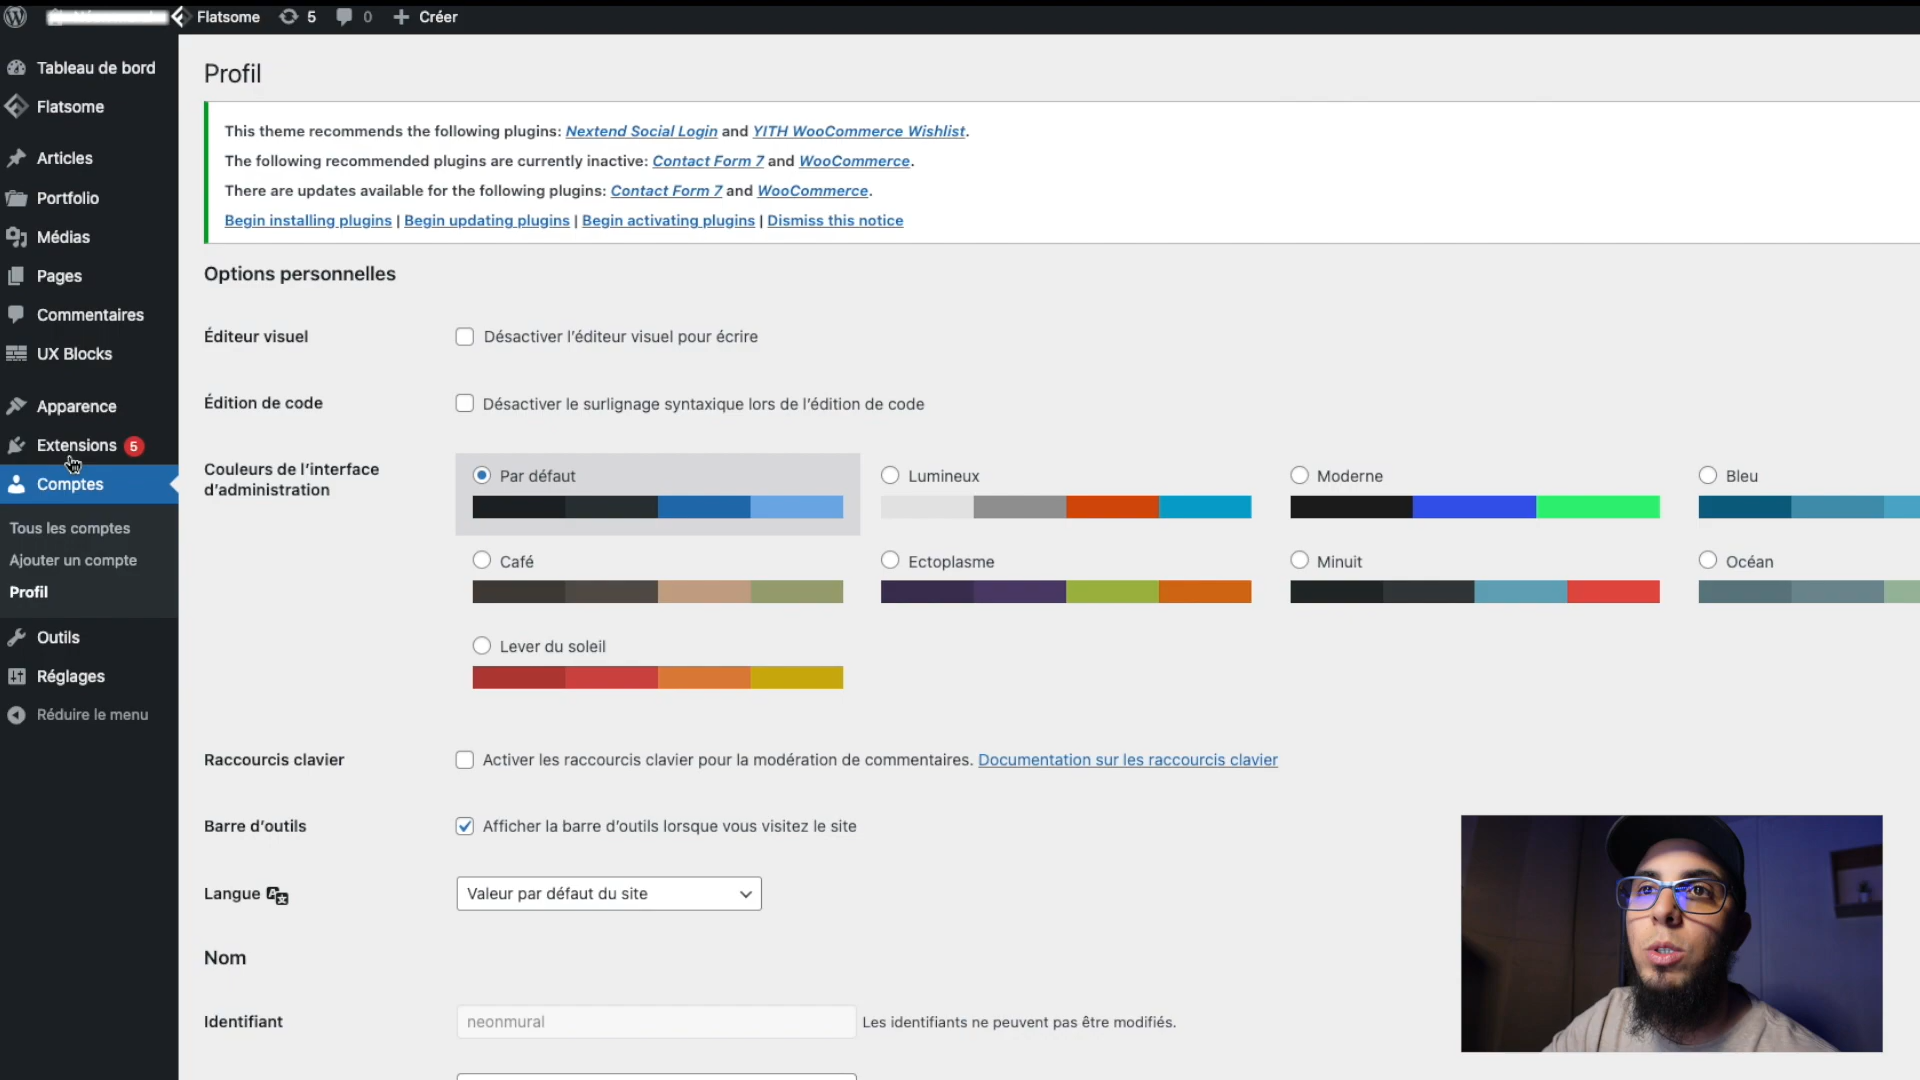 Flatsome 5 0 Créer
Tableau de bord
Flatsome
Articles
Portfolio
Médias
Pages
Commentaires
UX Blocks
Apparence
Extensions 5
Comptes
Tous les comptes
Ajouter un compte
Profil
Outils
Réglages
Réduire le menu
Profil
This theme recommends the following plugins: Nextend Social Login and YITH WooCommerce Wishlist.
The following recommended plugins are currently inactive: Contact Form 7 and WooCommerce.
There are updates available for the following plugins: Contact Form 7 and WooCommerce.
Begin installing plugins | Begin updating plugins | Begin activating plugins | Dismiss this notice
Options personnelles
Éditeur visuel Désactiver l’éditeur visuel pour écrire
Édition de code Désactiver le surlignage syntaxique lors de l’édition de code
Couleurs de l’interface
d’administration
Par défaut Lumineux Moderne Bleu
Café Ectoplasme Minuit Océan
Lever du soleil
Raccourcis clavier Activer les raccourcis clavier pour la modération de commentaires. Documentation sur les raccourcis clavier
Barre d’outils Afficher la barre d’outils lorsque vous visitez le site
Langue Valeur par défaut du site
Nom
Identifiant neonmural Les identifiants ne peuvent pas être modifiés.